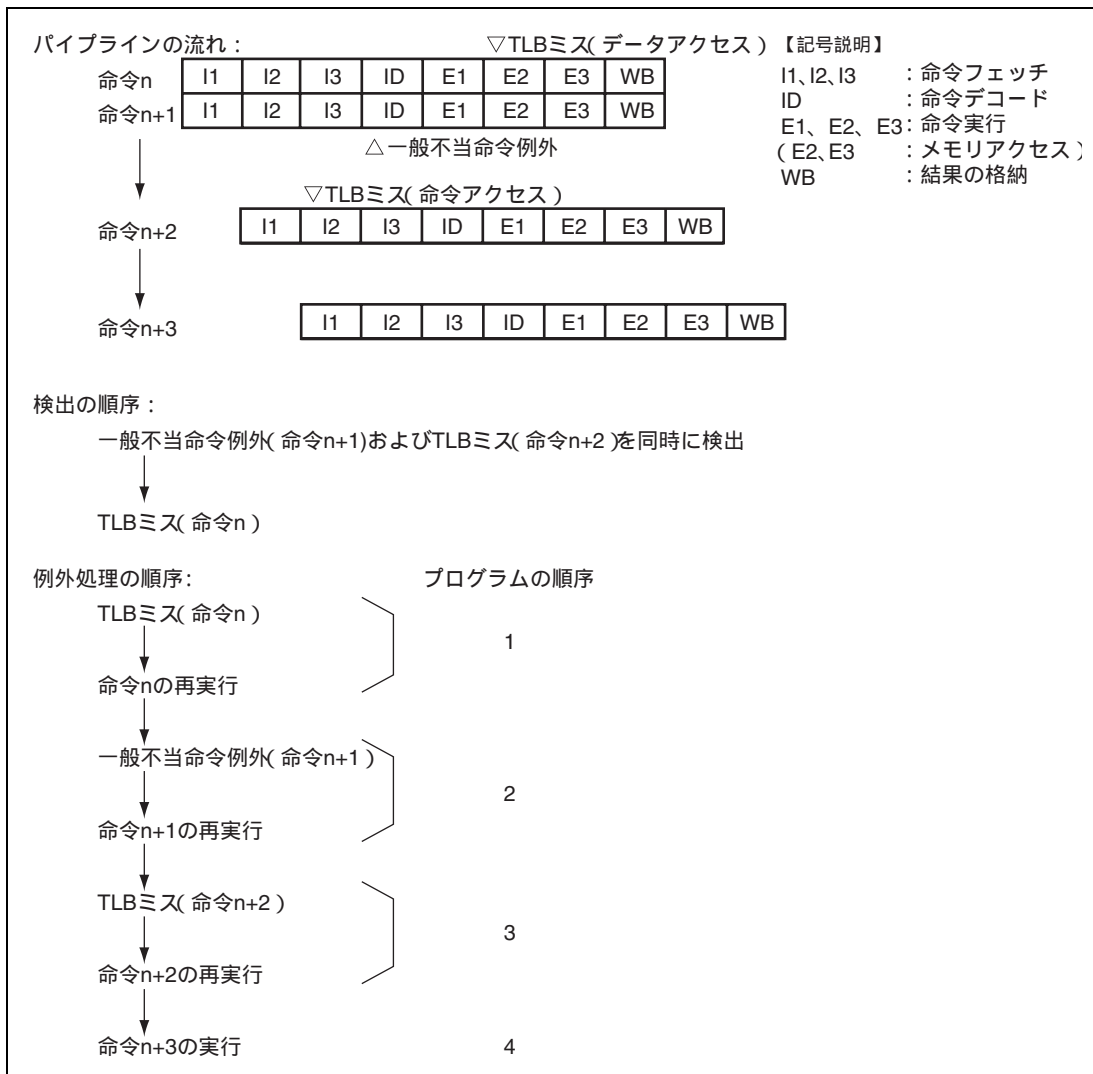 パイプラインの流れ：
▽TLBミス（データアクセス）
【記号説明】
命令n I1 I2 I3 ID E1 E2 E3 WB
命令n+1 I1 I2 I3 ID E1 E2 E3 WB
△一般不当命令例外
I1、I2、I3 ：命令フェッチ
ID ：命令デコード
E1、E2、E3：命令実行
（E2、E3 ：メモリアクセス）
WB ：結果の格納
▽TLBミス（命令アクセス）
命令n+2 I1 I2 I3 ID E1 E2 E3 WB
命令n+3 I1 I2 I3 ID E1 E2 E3 WB
検出の順序：
一般不当命令例外（命令n+1)およびTLBミス（命令n+2）を同時に検出
TLBミス（命令n）
例外処理の順序： プログラムの順序
TLBミス（命令n）
1
命令nの再実行
一般不当命令例外（命令n+1）
2
命令n+1の再実行
TLBミス（命令n+2）
3
命令n+2の再実行
命令n+3の実行 4